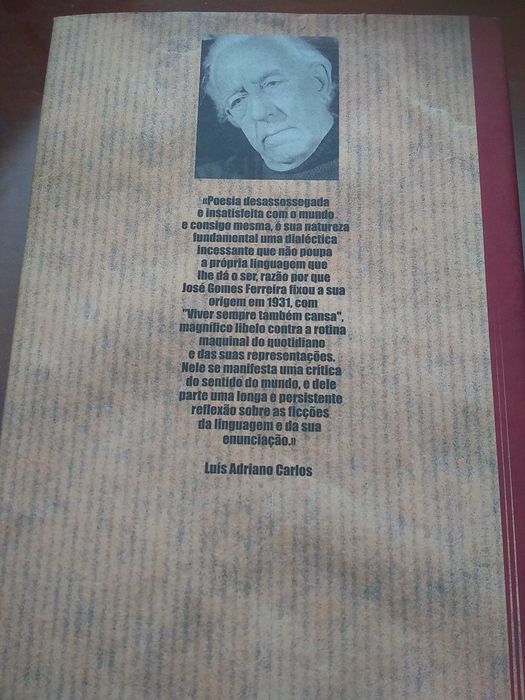 «Poesia desassossegada
e insatisfeita com o mundo
e consigo mesma, é sua natureza
fundamental uma dialéctica
incessante que não poupa
a própria linguagem que
lhe dá o ser, razão por que
José Gomes Ferreira fixou a sua
origem em 1931, com
"Viver sempre também cansa",
magnífico libelo contra a rotina
maquinal do quotidiano
e das suas representações.
Nele se manifesta uma crítica
do sentido do mundo, e dele
parte uma longa e persistente
reflexão sobre as ficções
da linguagem e da sua
enunciação.»
Luís Adriano Carlos